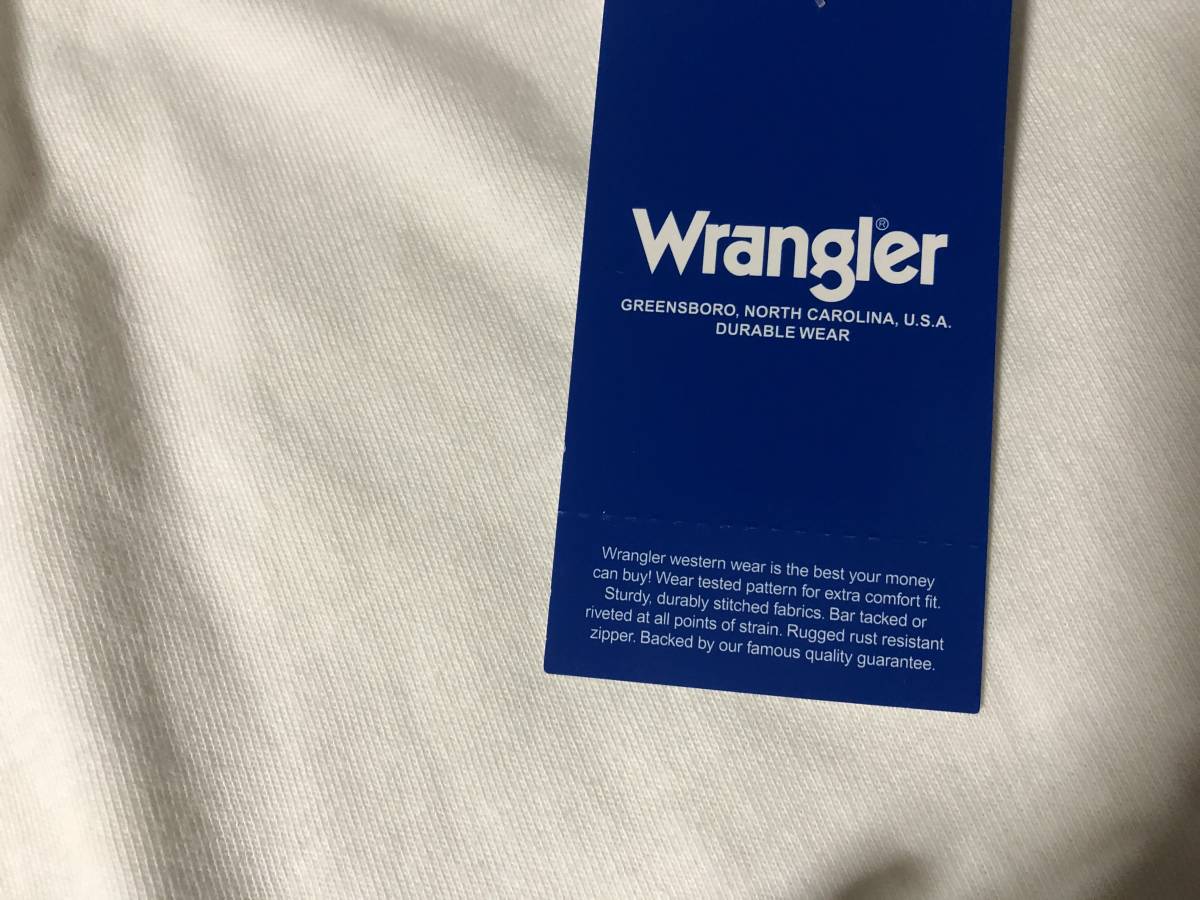 Wrangler®
GREENSBORO, NORTH CAROLINA, U.S.A.
DURABLE WEAR
Wrangler western wear is the best your money
can buy! Wear tested pattern for extra comfort fit.
Sturdy, durably stitched fabrics. Bar tacked or
riveted at all points of strain. Rugged rust resistant
zipper. Backed by our famous quality guarantee.